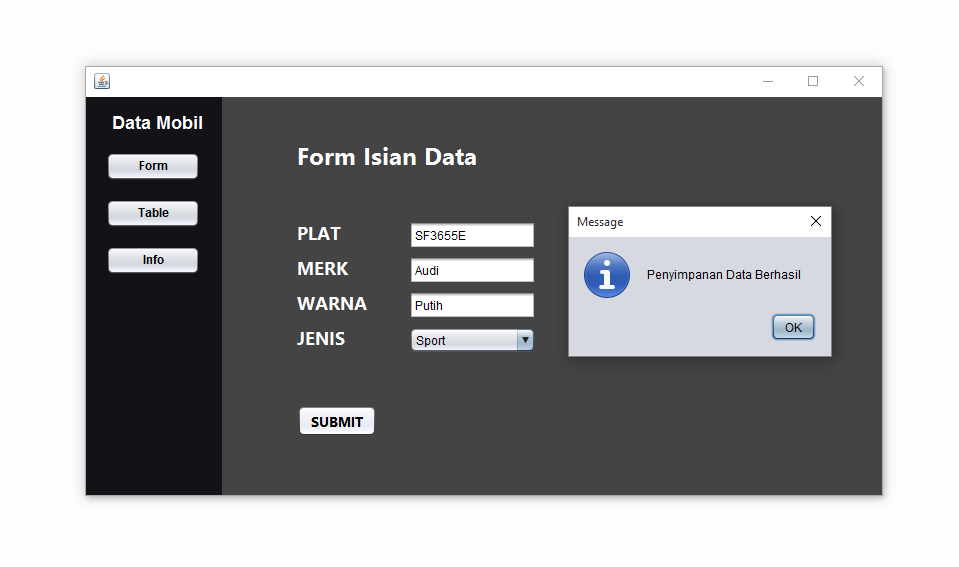 Data Mobil
Form
Table
Info
Form Isian Data
PLAT SF3655E
MERK Audi
WARNA Putih
JENIS Sport
SUBMIT
Message
Penyimpanan Data Berhasil
OK